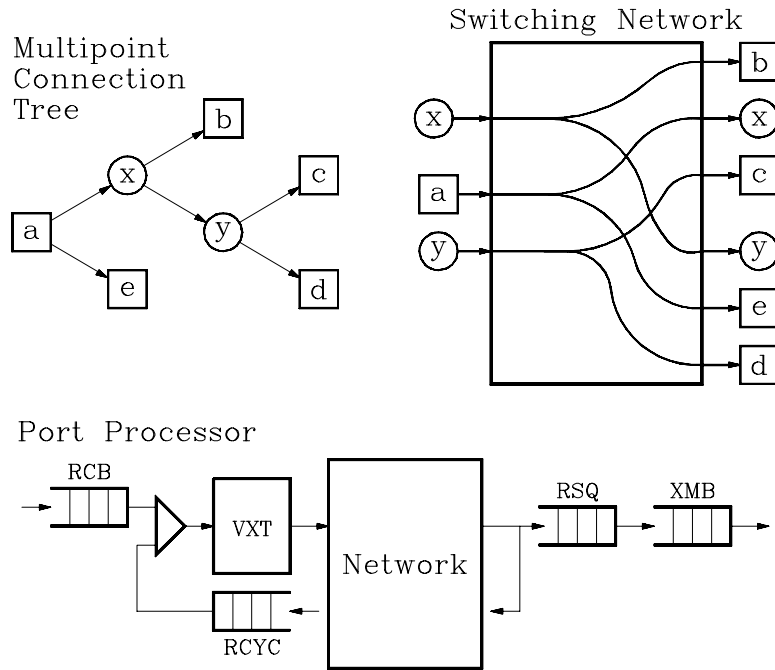 Multipoint
Connection
Tree
a
x
b
e
y
c
d
Switching Network
x
a
y
b
x
c
y
e
d
Port Processor
RCB
VXT
RCYC
Network
RSQ
XMB